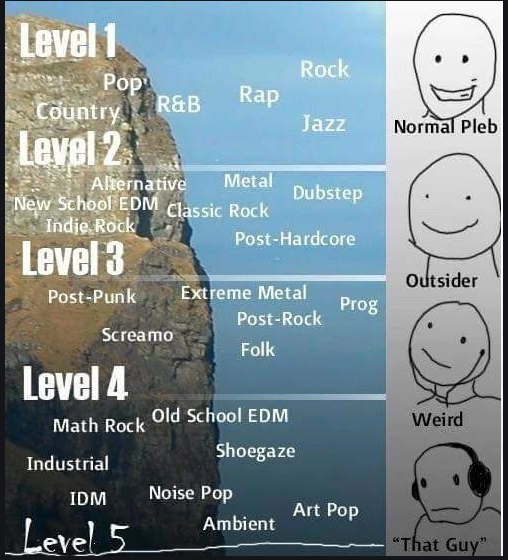 Level 1
Rock
Pop
R&B
Rap
Country
Jazz
Normal Pleb
Level 2
Alternative
Metal
Dubstep
New School EDM
Classic Rock
Indie Rock
Post-Hardcore
Outsider
Level 3
Post-Punk
Extreme Metal
Prog
Post-Rock
Screamo
Folk
Weird
Level 4
Math Rock
Old School EDM
Shoegaze
Industrial
IDM
Noise Pop
Ambient
Art Pop
"That Guy"
Level 5